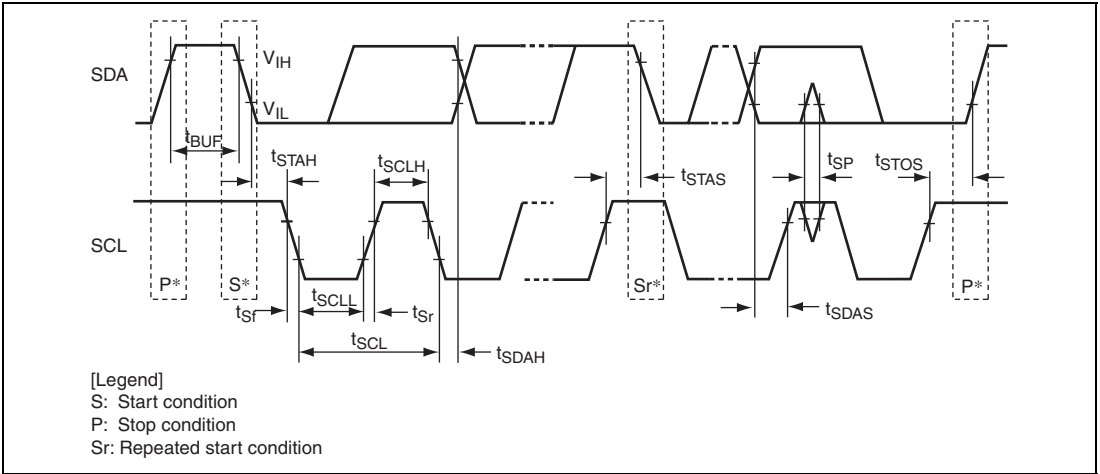 SDA
VIH
VIL
tBUF
tSTAH
tSCLH
tSTAS
tSP
tSTOS
SCL
P*
S*
Sr*
P*
tSf
tSCLL
tSr
tSDAS
tSCL
tSDAH
[Legend]
S: Start condition
P: Stop condition
Sr: Repeated start condition